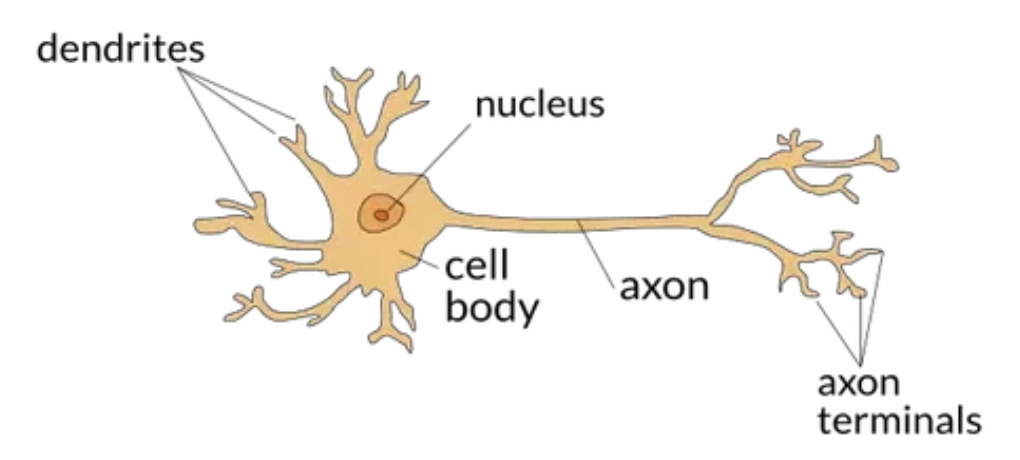 dendrites
nucleus
cell
body
axon
axon
terminals